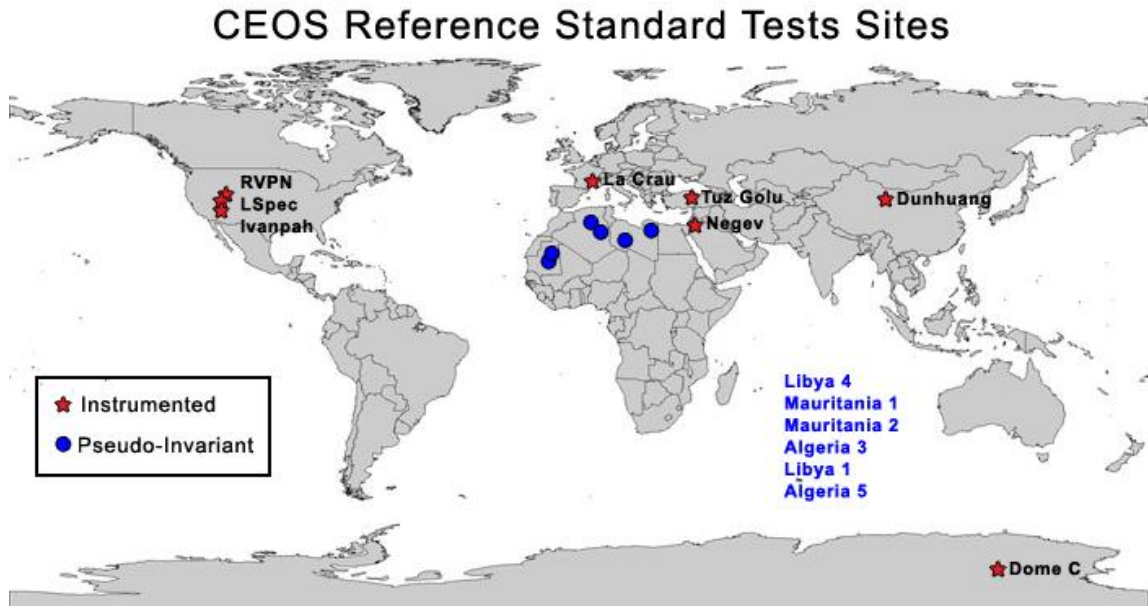 CEOS Reference Standard Tests Sites
RVPN
LSpec
Ivanpah
La Crau
Tuz Golu
Negev
Dunhuang
Libya 4
Mauritania 1
Mauritania 2
Algeria 3
Libya 1
Algeria 5
Instrumented
Pseudo-Invariant
Dome C